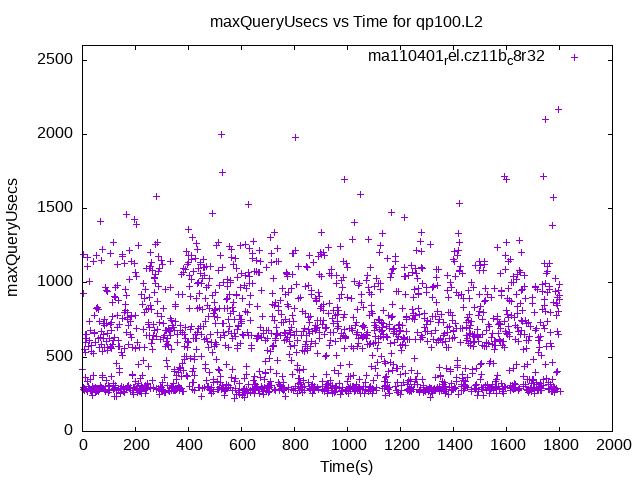 maxQueryUsecs vs Time for qp100.L2
ma110401rel.cz11bc8r32
maxQueryUsecs
2500
2000
1500
1000
500
0
0 200 400 600 800 1000 1200 1400 1600 1800 2000
Time(s)